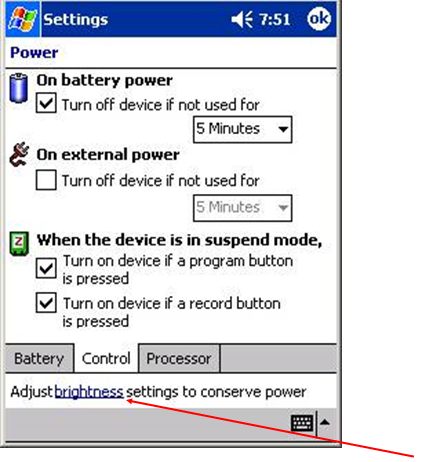 Settings 7:51 ok
Power
On battery power
Turn off device if not used for
5 Minutes
On external power
Turn off device if not used for
5 Minutes
Z When the device is in suspend mode,
Turn on device if a program button
is pressed
Turn on device if a record button
is pressed
Battery Control Processor
Adjust brightness settings to conserve power